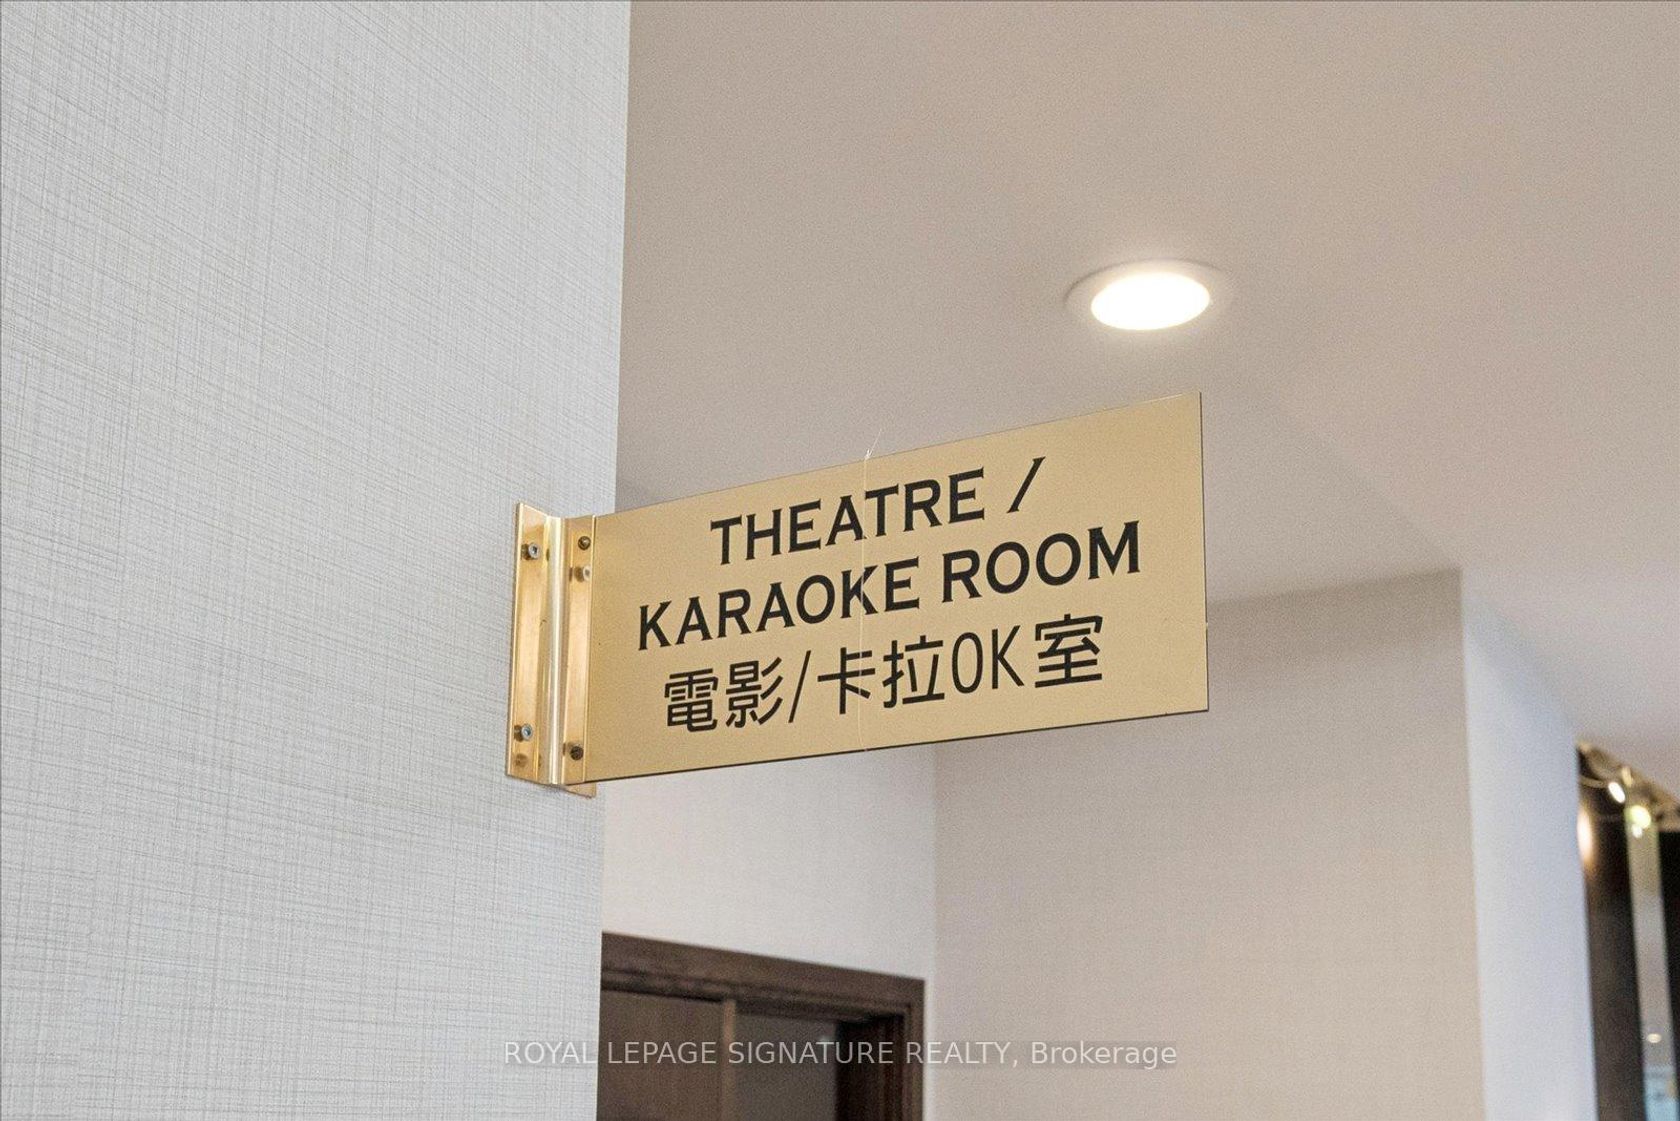 THEATRE /
KARAOKE ROOM
電影/卡拉OK室
ROYAL LEPAGE SIGNATURE REALTY, Brokerage